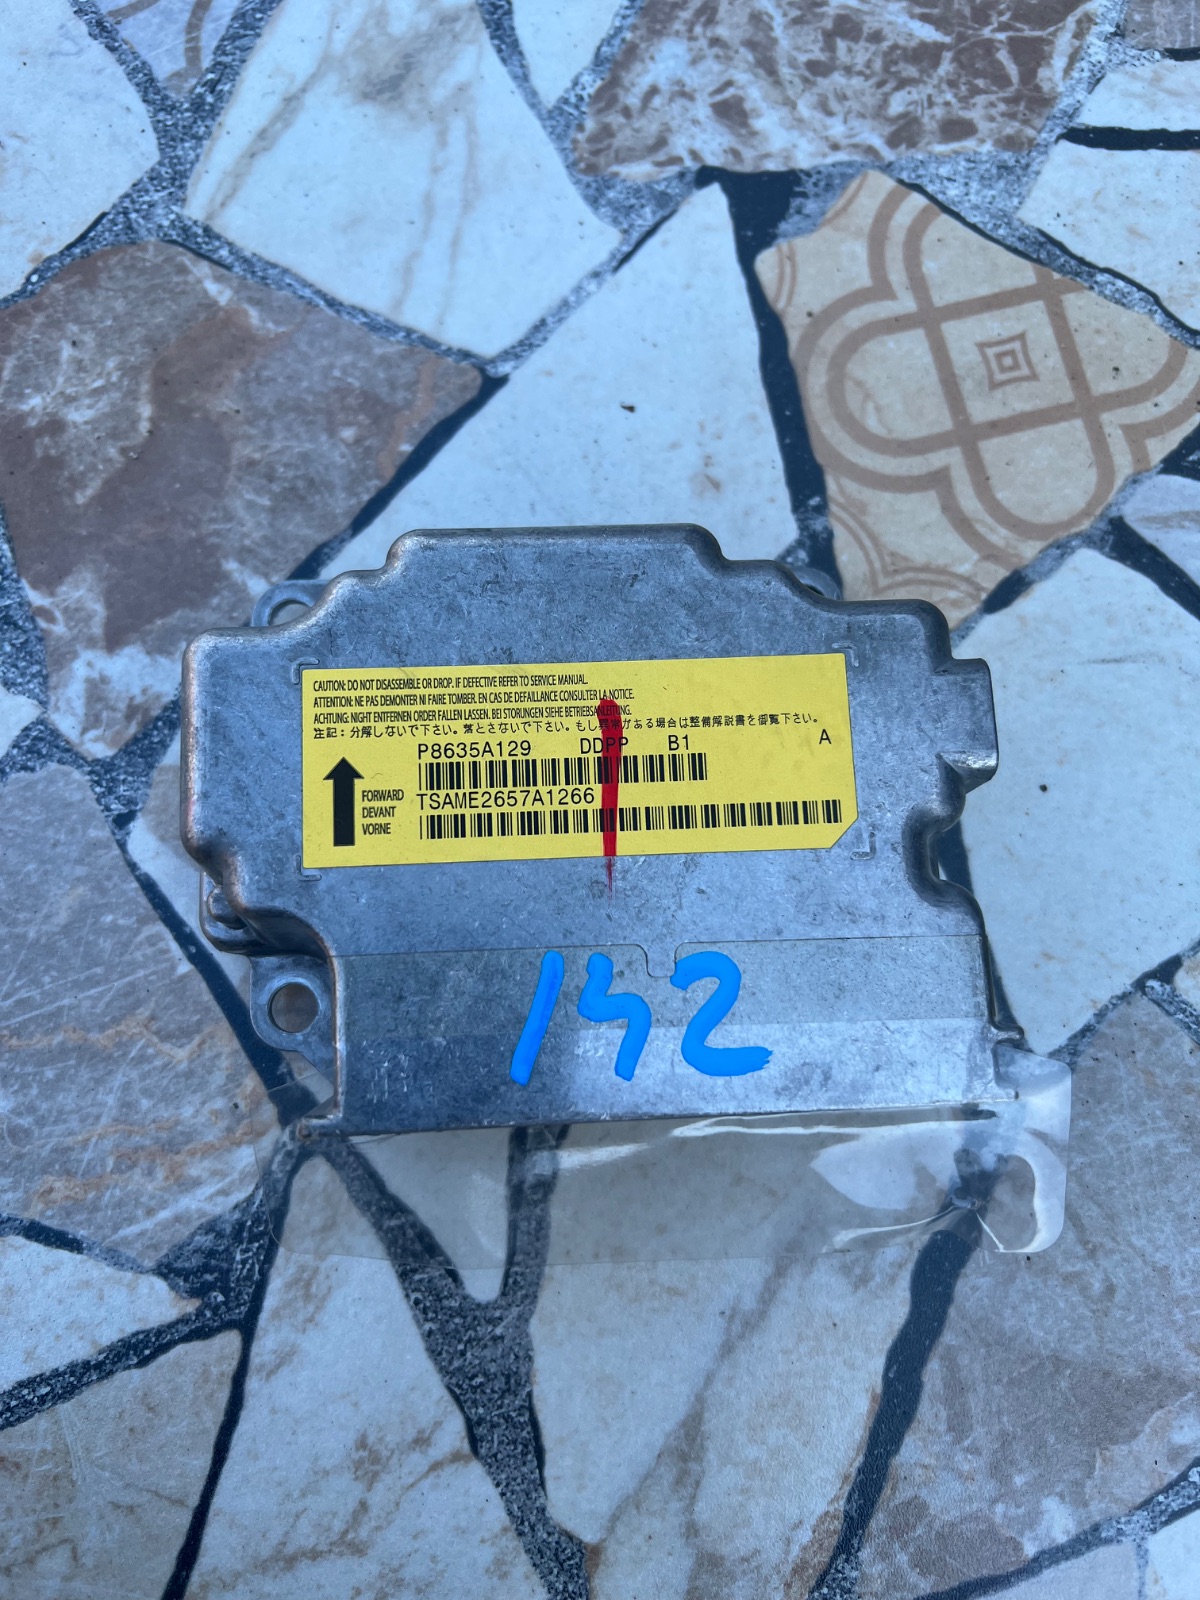 CAUTION: DO NOT DISASSEMBLE OR DROP. IF DEFECTIVE REFER TO SERVICE MANUAL.
ATTENTION: NE PAS DEMONTER NI FAIRE TOMBER. EN CAS DE DEFAILLANCE CONSULTER LA NOTICE.
ACHTUNG: NIGHT ENTFERNEN ORDER FALLEN LASSEN. BEI STORUNGEN SIEHE BETRIEBSANLEITUNG.
注記：分解しないで下さい。落とさないで下さい。もし異常がある場合は整備解説書を御覧下さい。
P8635A129 DDPP B1 A
TSAME2657A1266
FORWARD
DEVANT
VORNE
142